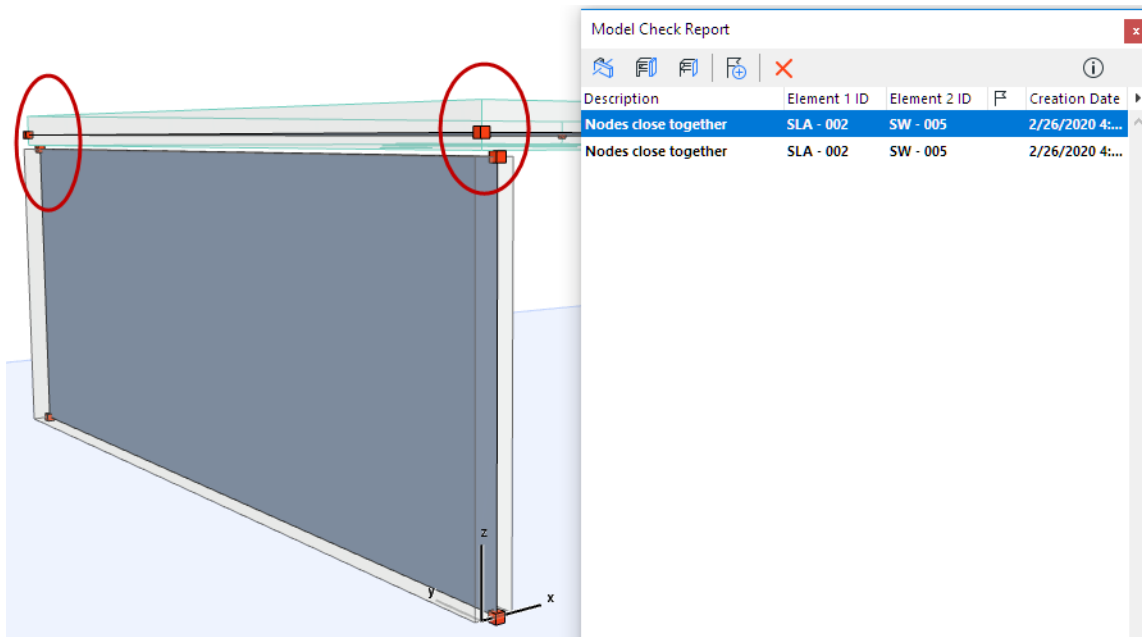 Model Check Report
x
Description Element 1 ID Element 2 ID Creation Date
Nodes close together SLA - 002 SW - 005 2/26/2020 4:...
Nodes close together SLA - 002 SW - 005 2/26/2020 4:...
z
y
x